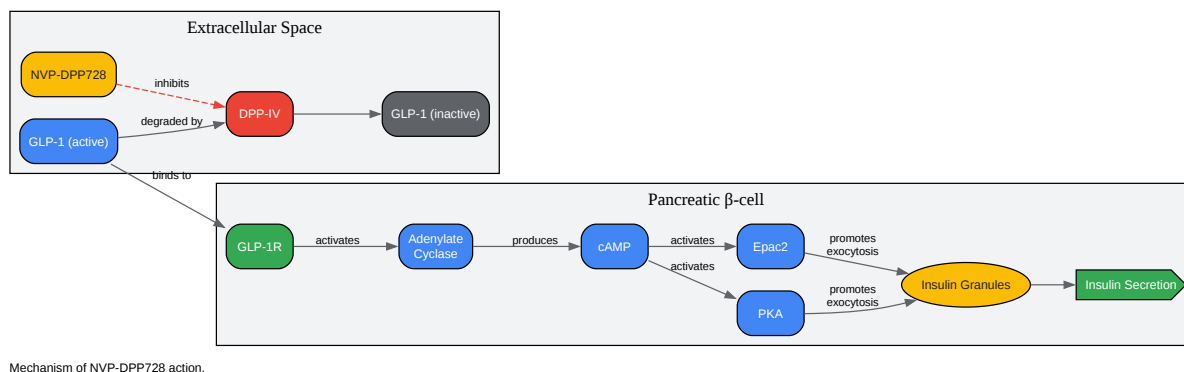 Extracellular Space
NVP-DPP728
inhibits
DPP-IV
GLP-1 (inactive)
degraded by
GLP-1 (active)
binds to
Pancreatic β-cell
GLP-1R
activates
Adenylate
Cyclase
produces
cAMP
activates
Epac2
promotes
exocytosis
activates
PKA
promotes
exocytosis
Insulin Granules
Insulin Secretion
Mechanism of NVP-DPP728 action.